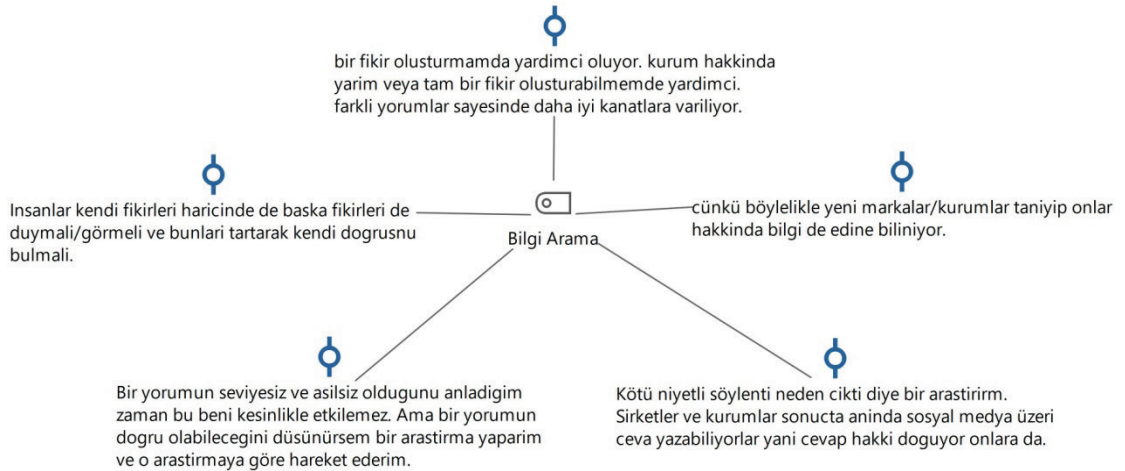 bir fikir olusturmamda yardimci oluyor. kurum hakkinda
yarim veya tam bir fikir olusturabilmemde yardimci.
farkli yorumlar sayesinde daha iyi kanatlara variliyor.
Insanlar kendi fikirleri haricinde de baska fikirleri de
duymali/görmeli ve bunlari tartarak kendi dogrusnu
bulmali.
cünkü böylelikle yeni markalar/kurumlar taniyip onlar
hakkinda bilgi de edine biliniyor.
Bilgi Arama
Bir yorumun seviyesiz ve asilsiz oldugunu anladigim
zaman bu beni kesinlikle etkilemez. Ama bir yorumun
dogru olabilecegini düsünürsem bir arastirma yaparim
ve o arastirmaya göre hareket ederim.
Kötü niyetli söylenti neden cikti diye bir arastirirm.
Sirketler ve kurumlar sonucta aninda sosyal medya üzeri
ceva yazabiliyorlar yani cevap hakki doguyor onlara da.